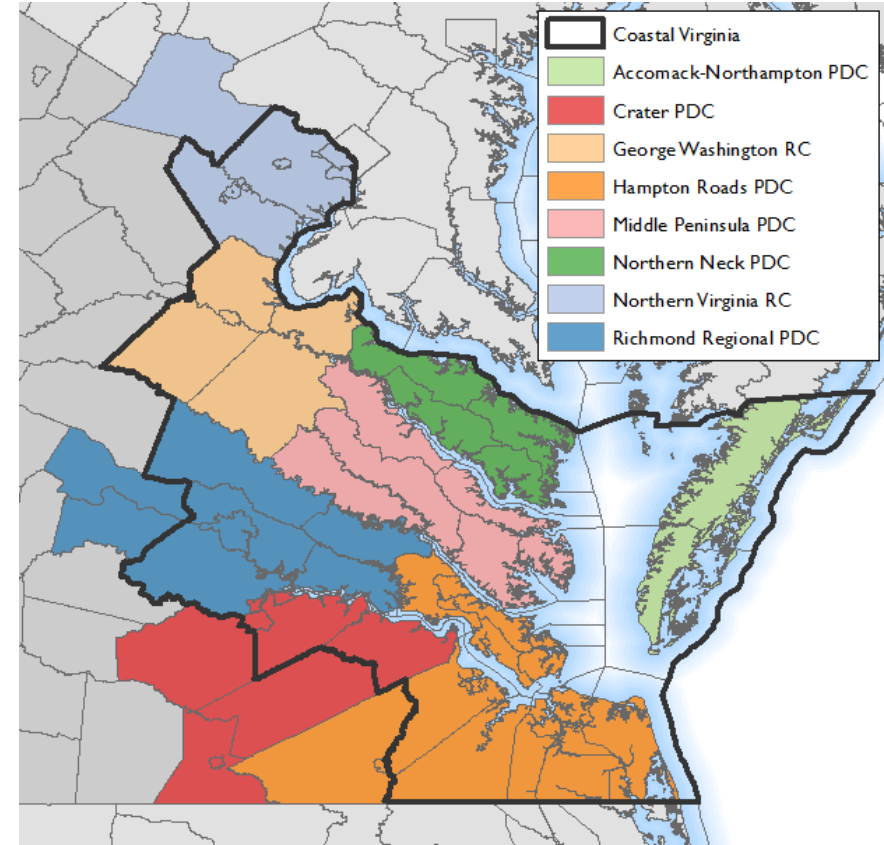 Coastal Virginia
Accomack-Northampton PDC
Crater PDC
George Washington RC
Hampton Roads PDC
Middle Peninsula PDC
Northern Neck PDC
Northern Virginia RC
Richmond Regional PDC